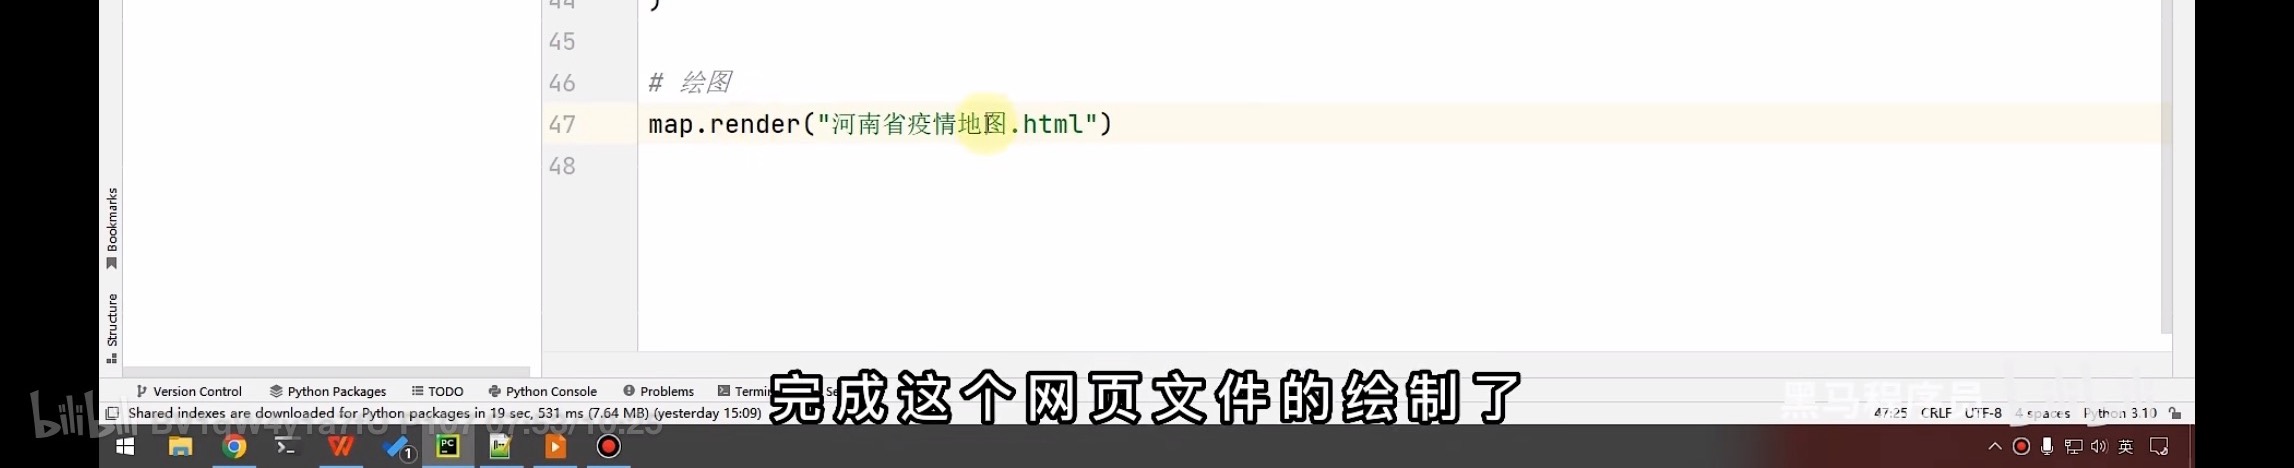 44 )
45
46 # 绘图
47 map.render("河南省疫情地图.html")
48
Bookmarks
Structure
Version Control Python Packages TODO Python Console Problems
完成这个网页文件的绘制了
Shared indexes are downloaded for Python packages in 19 sec, 531 ms (7.64 MB) (yesterday 15:09)
黑马程序员
47:25 CRLF UTF-8 4 spaces Python 3.10
bilibili
1
英